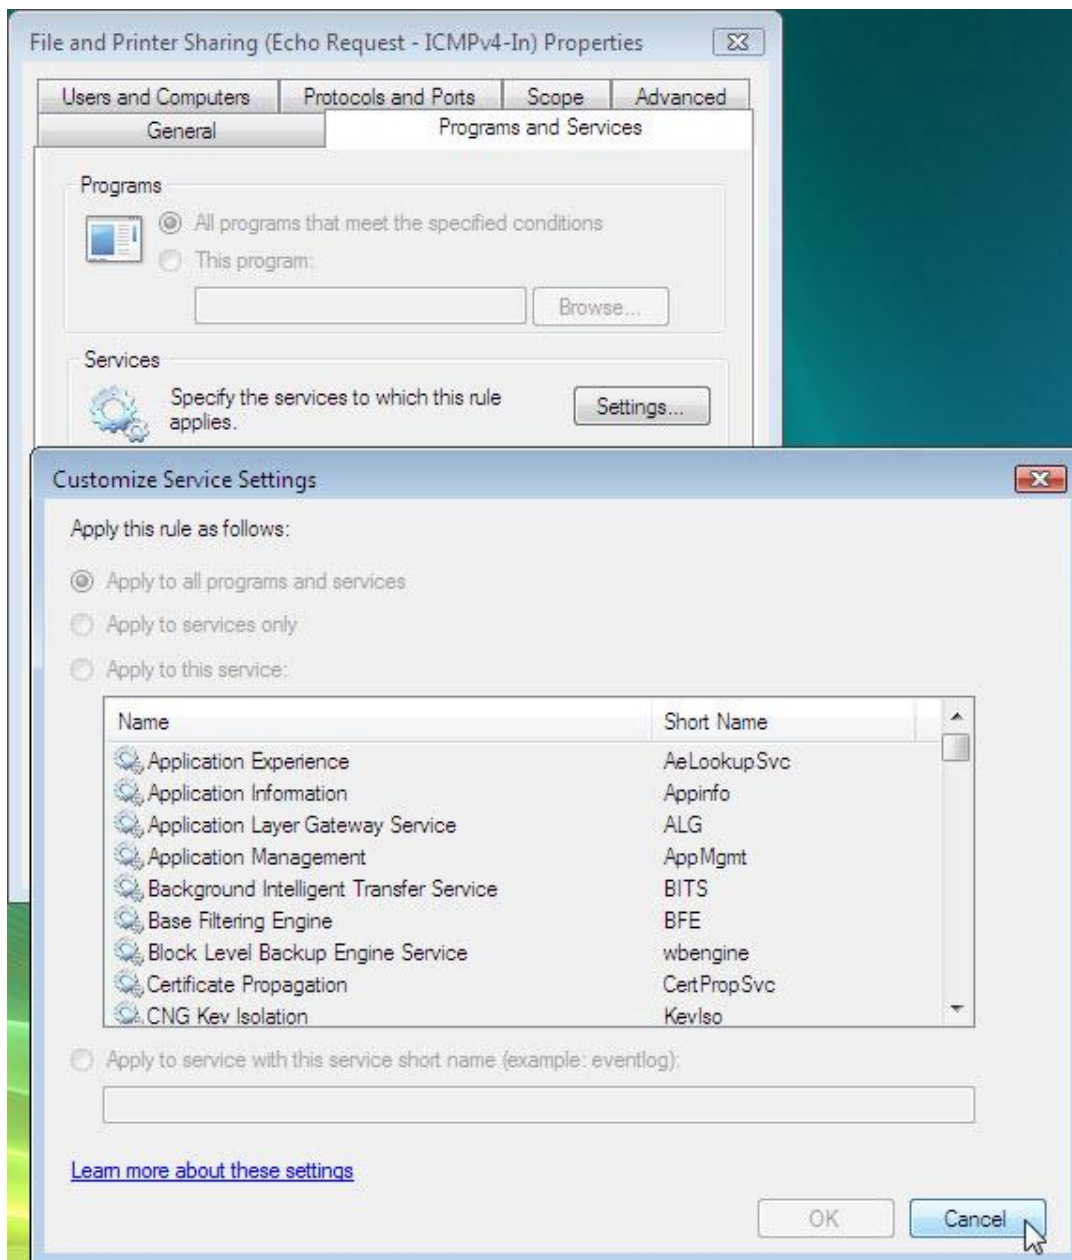 File and Printer Sharing (Echo Request - ICMPv4-In) Properties
Users and Computers
Protocols and Ports
Scope
Advanced
General
Programs and Services
Programs
All programs that meet the specified conditions
This program:
Browse...
Services
Specify the services to which this rule
applies.
Settings...
Customize Service Settings
Apply this rule as follows:
Apply to all programs and services
Apply to services only
Apply to this service:
Name Short Name
Application Experience AeLookupSvc
Application Information Appinfo
Application Layer Gateway Service ALG
Application Management AppMgmt
Background Intelligent Transfer Service BITS
Base Filtering Engine BFE
Block Level Backup Engine Service wbengine
Certificate Propagation CertPropSvc
CNG Key Isolation KeyIso
Apply to service with this service short name (example: eventlog):
Learn more about these settings
OK Cancel